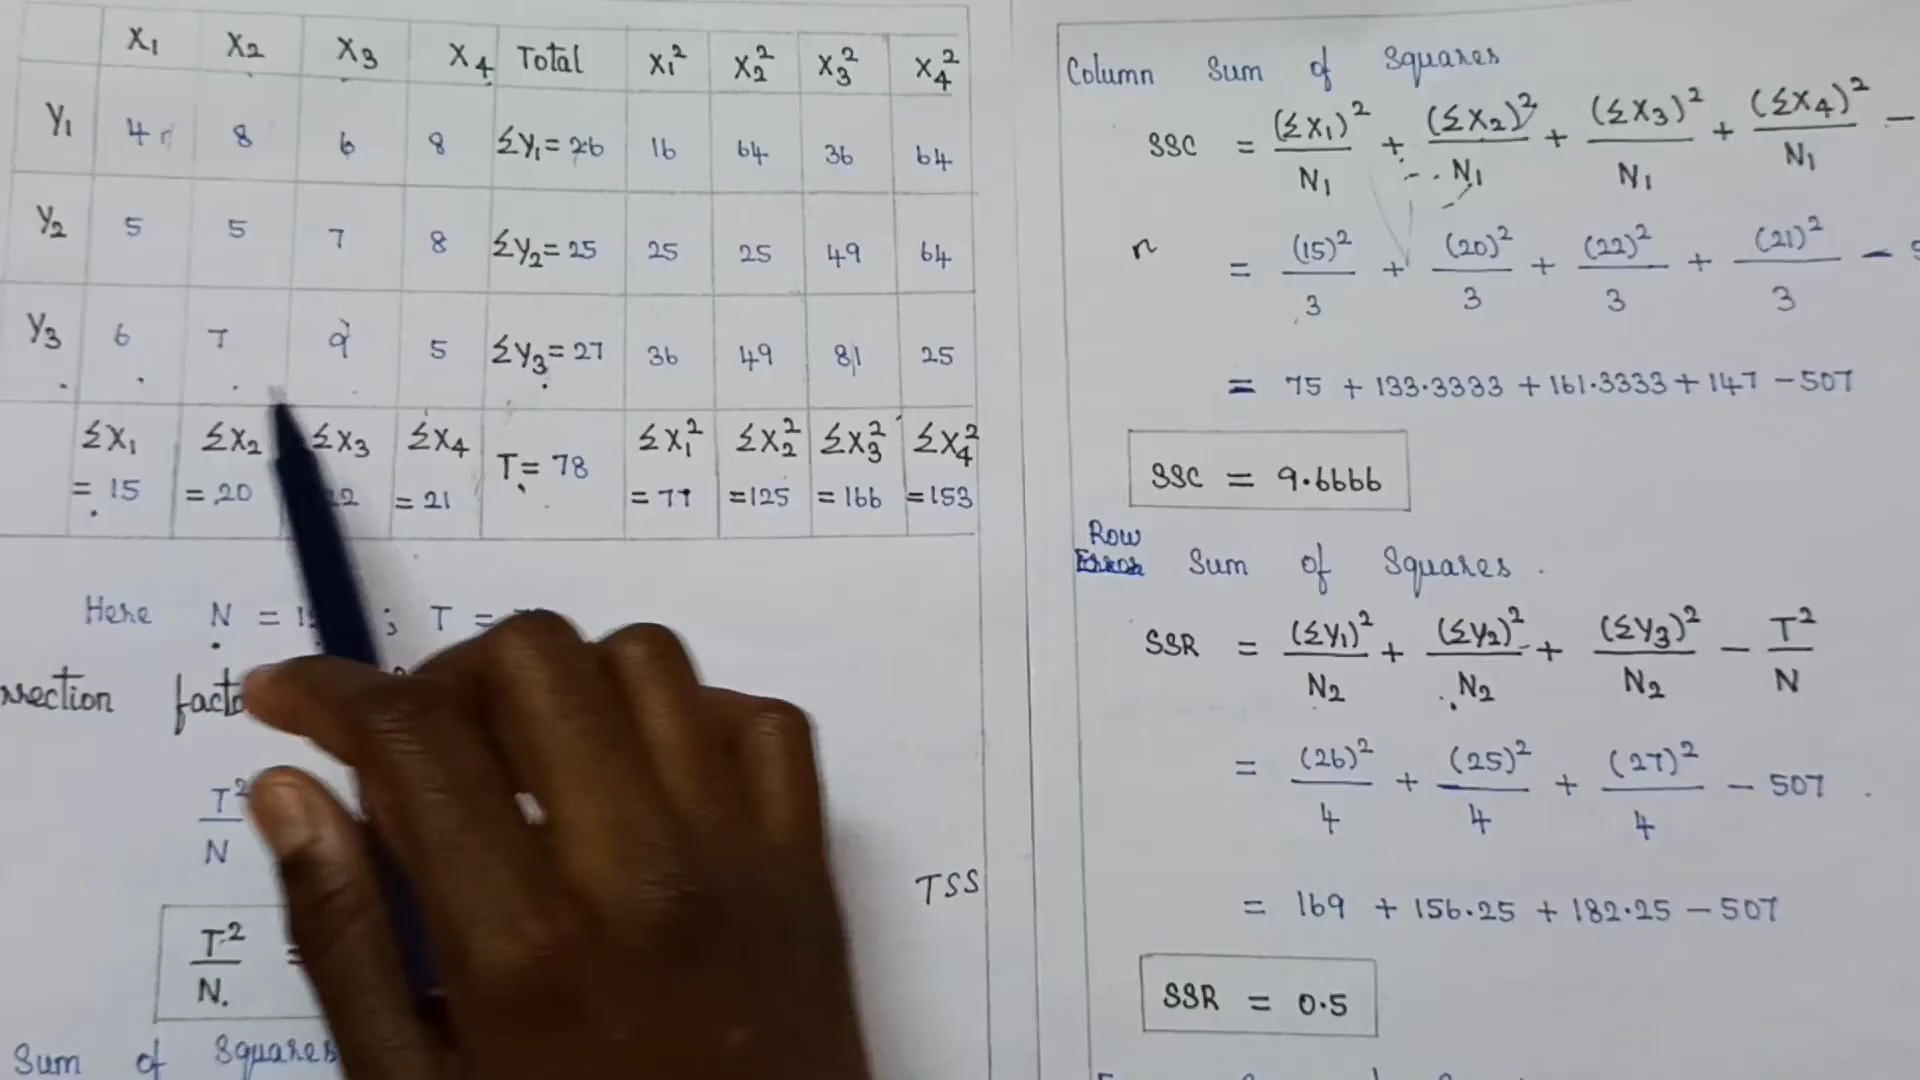 X1 X2 X3 X4 Total X1² X2² X3² X4²
Y1 4 8 6 8 ΣY1 = 26 16 64 36 64
Y2 5 5 7 8 ΣY2 = 25 25 25 49 64
Y3 6 7 9 5 ΣY3 = 27 36 49 81 25
ΣX1 ΣX2 ΣX3 ΣX4 T = 78 ΣX1² ΣX2² ΣX3² ΣX4²
= 15 = 20 22 = 21 = 77 = 125 = 166 = 153
Here N = ; T =
T²/N
T²/N. =
Sum of Squares
TSS
Column Sum of Squares
SSC = (ΣX1)²/N1 + (ΣX2)²/N1 + (ΣX3)²/N1 + (ΣX4)²/N1 −
= (15)²/3 + (20)²/3 + (22)²/3 + (21)²/3 −
= 75 + 133.3333 + 161.3333 + 147 − 507
SSC = 9.6666
Row
Sum of Squares .
SSR = (ΣY1)²/N2 + (ΣY2)²/N2 + (ΣY3)²/N2 − T²/N
= (26)²/4 + (25)²/4 + (27)²/4 − 507 .
= 169 + 156.25 + 182.25 − 507
SSR = 0.5